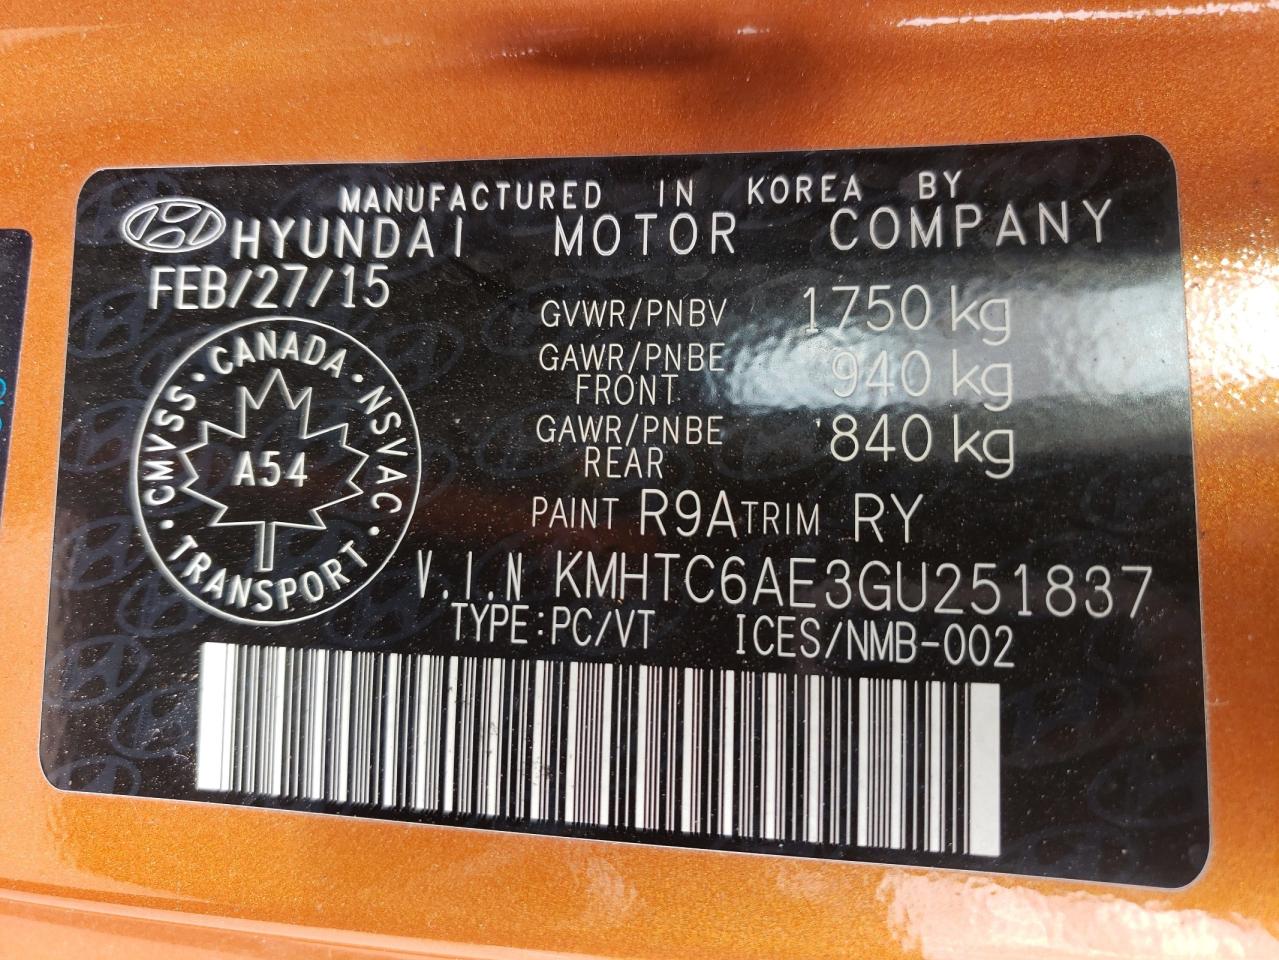 MANUFACTURED IN KOREA BY
HYUNDAI MOTOR COMPANY
FEB/27/15
GVWR/PNBV 1750 kg
GAWR/PNBE FRONT 940 kg
GAWR/PNBE REAR 840 kg
CANADA · NSVAC · TRANSPORT · CMVSS ·
A54
PAINT R9A TRIM RY
V.I.N KMHTC6AE3GU251837
TYPE:PC/VT ICES/NMB-002